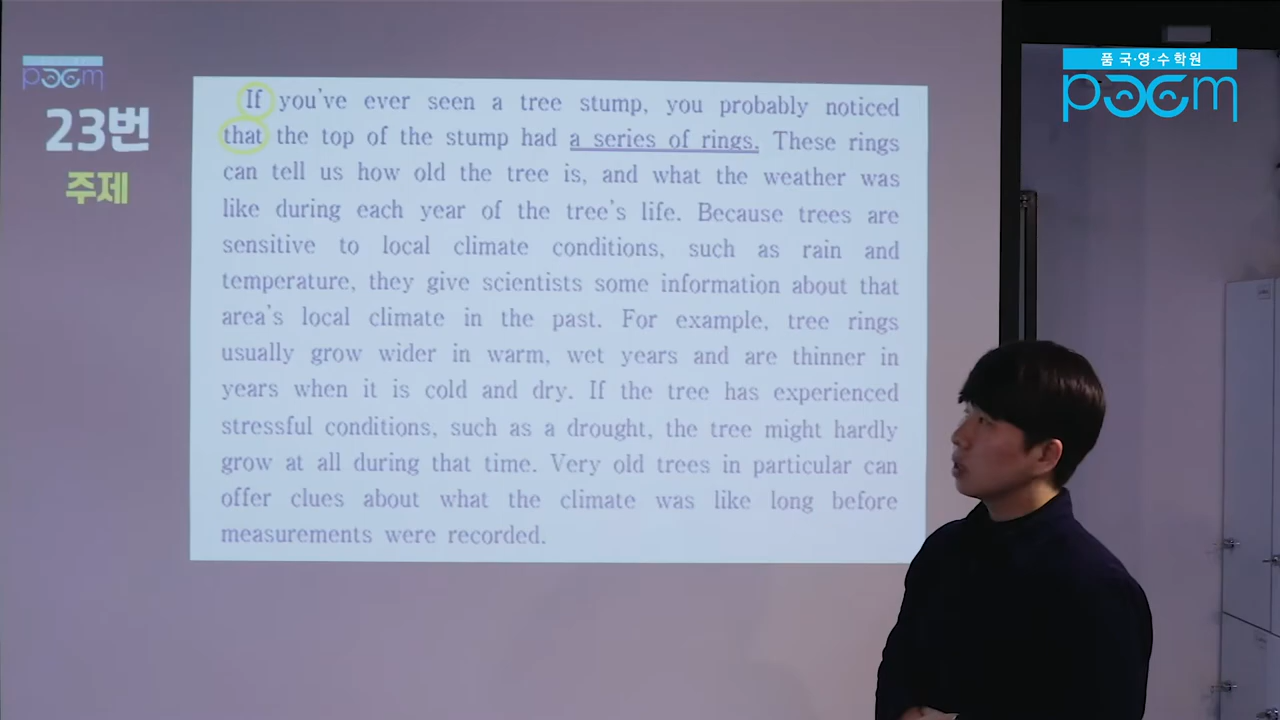 poem
23번
주제
If you've ever seen a tree stump, you probably noticed
that the top of the stump had a series of rings. These rings
can tell us how old the tree is, and what the weather was
like during each year of the tree's life. Because trees are
sensitive to local climate conditions, such as rain and
temperature, they give scientists some information about that
area's local climate in the past. For example, tree rings
usually grow wider in warm, wet years and are thinner in
years when it is cold and dry. If the tree has experienced
stressful conditions, such as a drought, the tree might hardly
grow at all during that time. Very old trees in particular can
offer clues about what the climate was like long before
measurements were recorded.
품 국·영·수 학원
poem